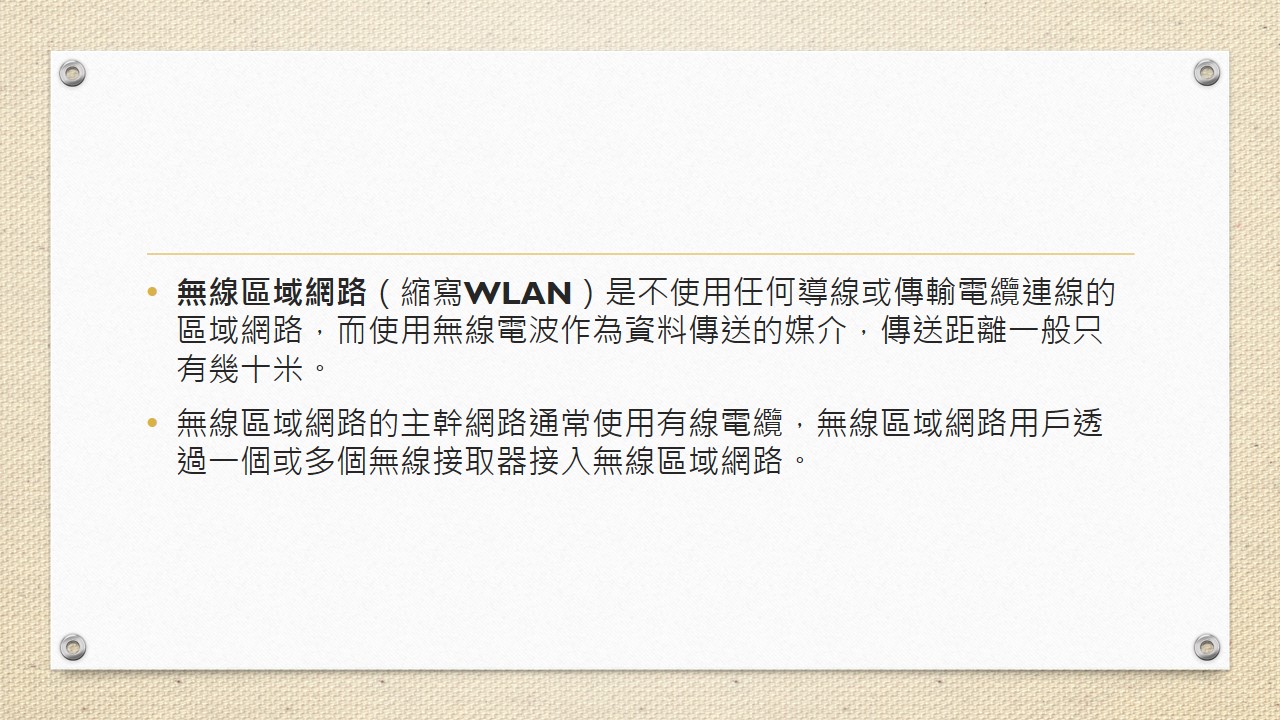 • 無線區域網路（縮寫WLAN）是不使用任何導線或傳輸電纜連線的
區域網路，而使用無線電波作為資料傳送的媒介，傳送距離一般只
有幾十米。
• 無線區域網路的主幹網路通常使用有線電纜，無線區域網路用戶透
過一個或多個無線接取器接入無線區域網路。